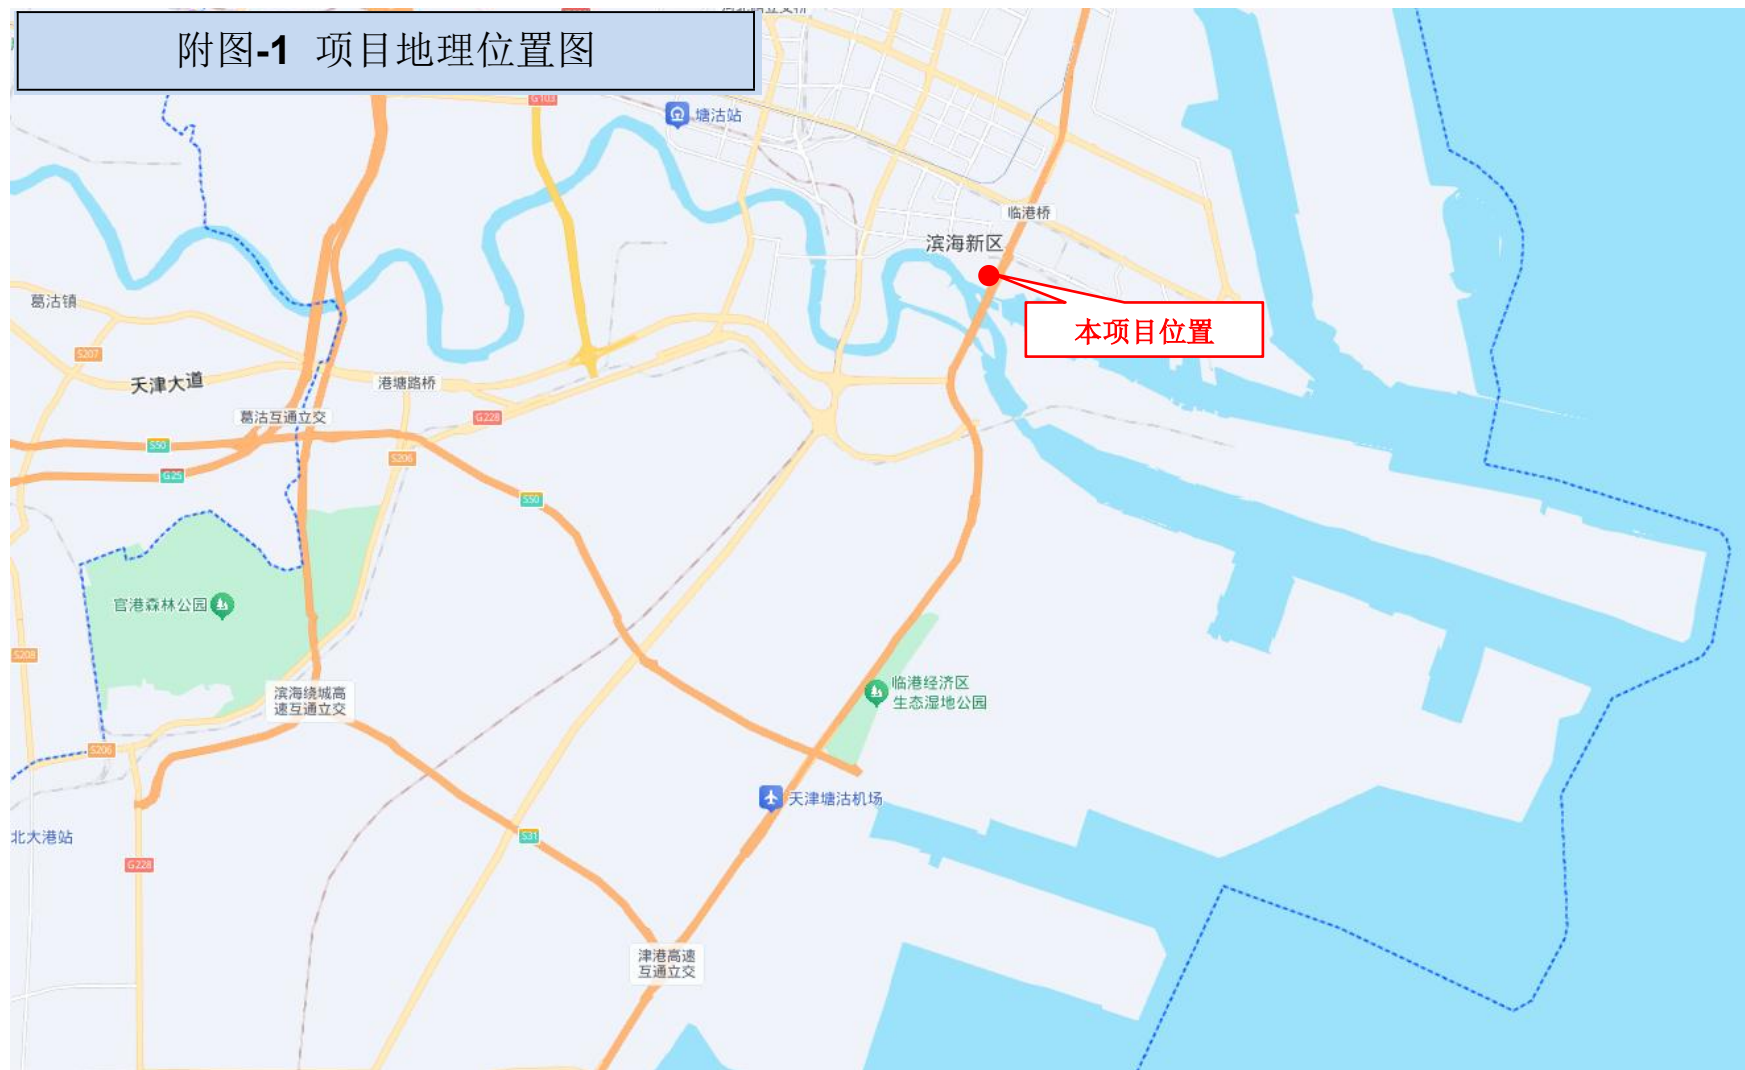 附图-1 项目地理位置图
G103
塘沽站
临港桥
滨海新区
本项目位置
葛沽镇
S207
天津大道
港塘路桥
葛沽互通立交
G228
S50
S206
G25
S50
官港森林公园
S208
滨海绕城高
速互通立交
临港经济区
生态湿地公园
S206
天津塘沽机场
北大港站
S31
G228
津港高速
互通立交